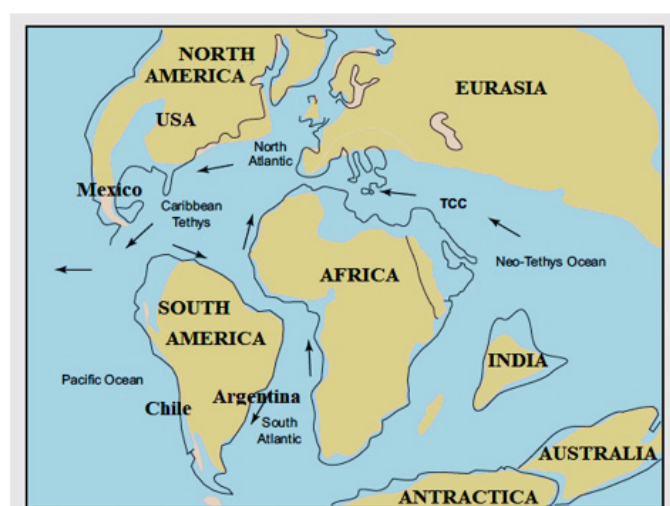 NORTH
AMERICA
EURASIA
USA
North
Atlantic
Mexico
Caribbean
Tethys
TCC
Neo-Tethys Ocean
AFRICA
SOUTH
AMERICA
INDIA
Pacific Ocean
Chile
Argentina
South
Atlantic
AUSTRALIA
ANTRACTICA